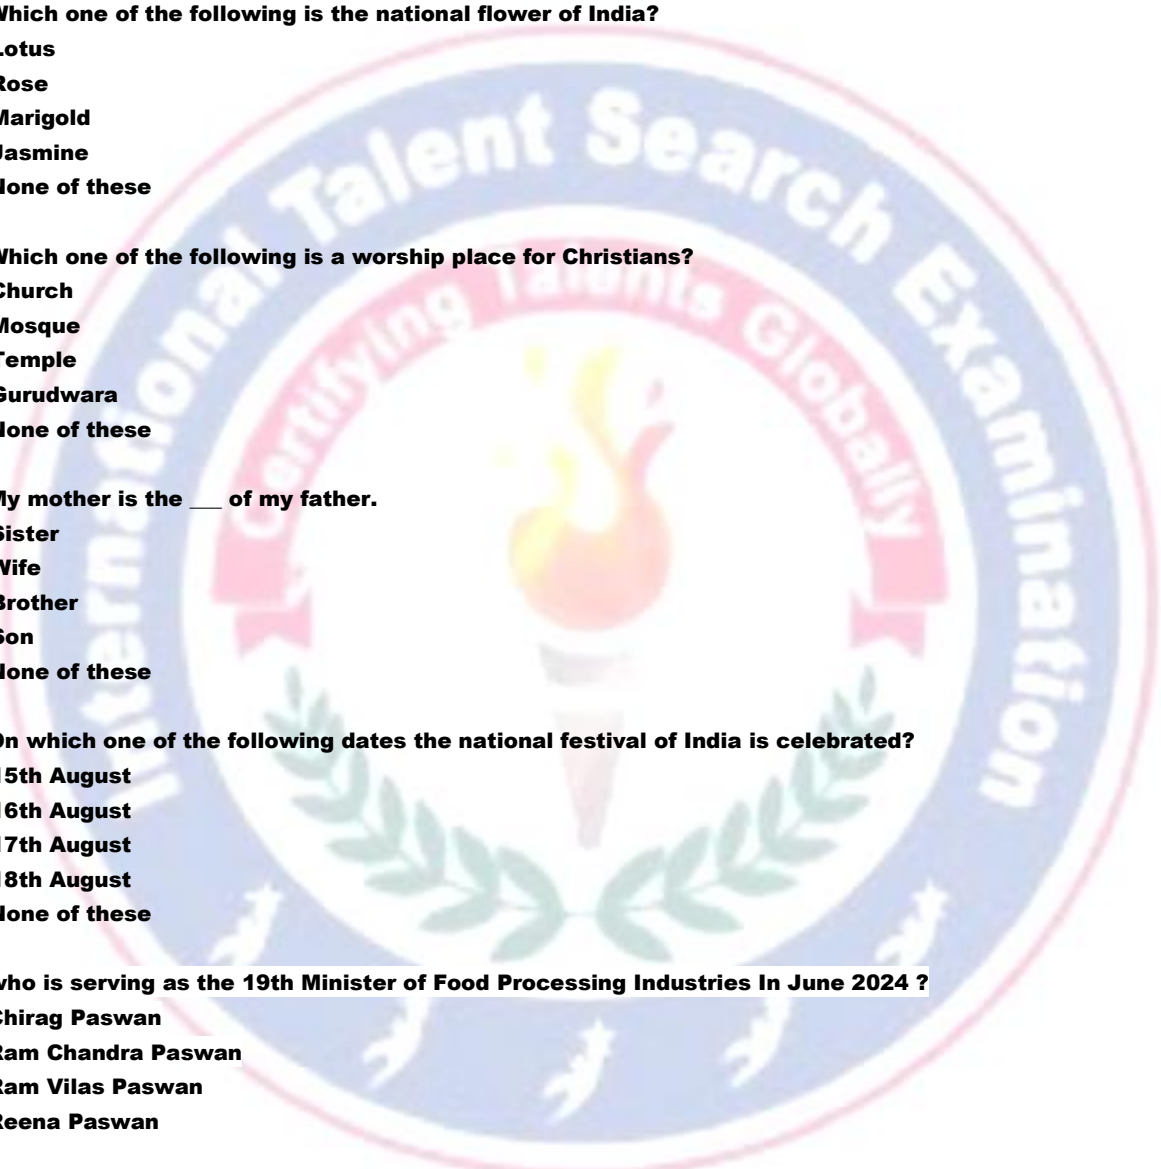 Which one of the following is the national flower of India?
Lotus
Rose
Marigold
Jasmine
None of these
Which one of the following is a worship place for Christians?
Church
Mosque
Temple
Gurudwara
None of these
My mother is the ___ of my father.
Sister
Wife
Brother
Son
None of these
On which one of the following dates the national festival of India is celebrated?
15th August
16th August
17th August
18th August
None of these
who is serving as the 19th Minister of Food Processing Industries In June 2024 ?
Chirag Paswan
Ram Chandra Paswan
Ram Vilas Paswan
Reena Paswan
International Talent Search Examination
Certifying Talents Globally